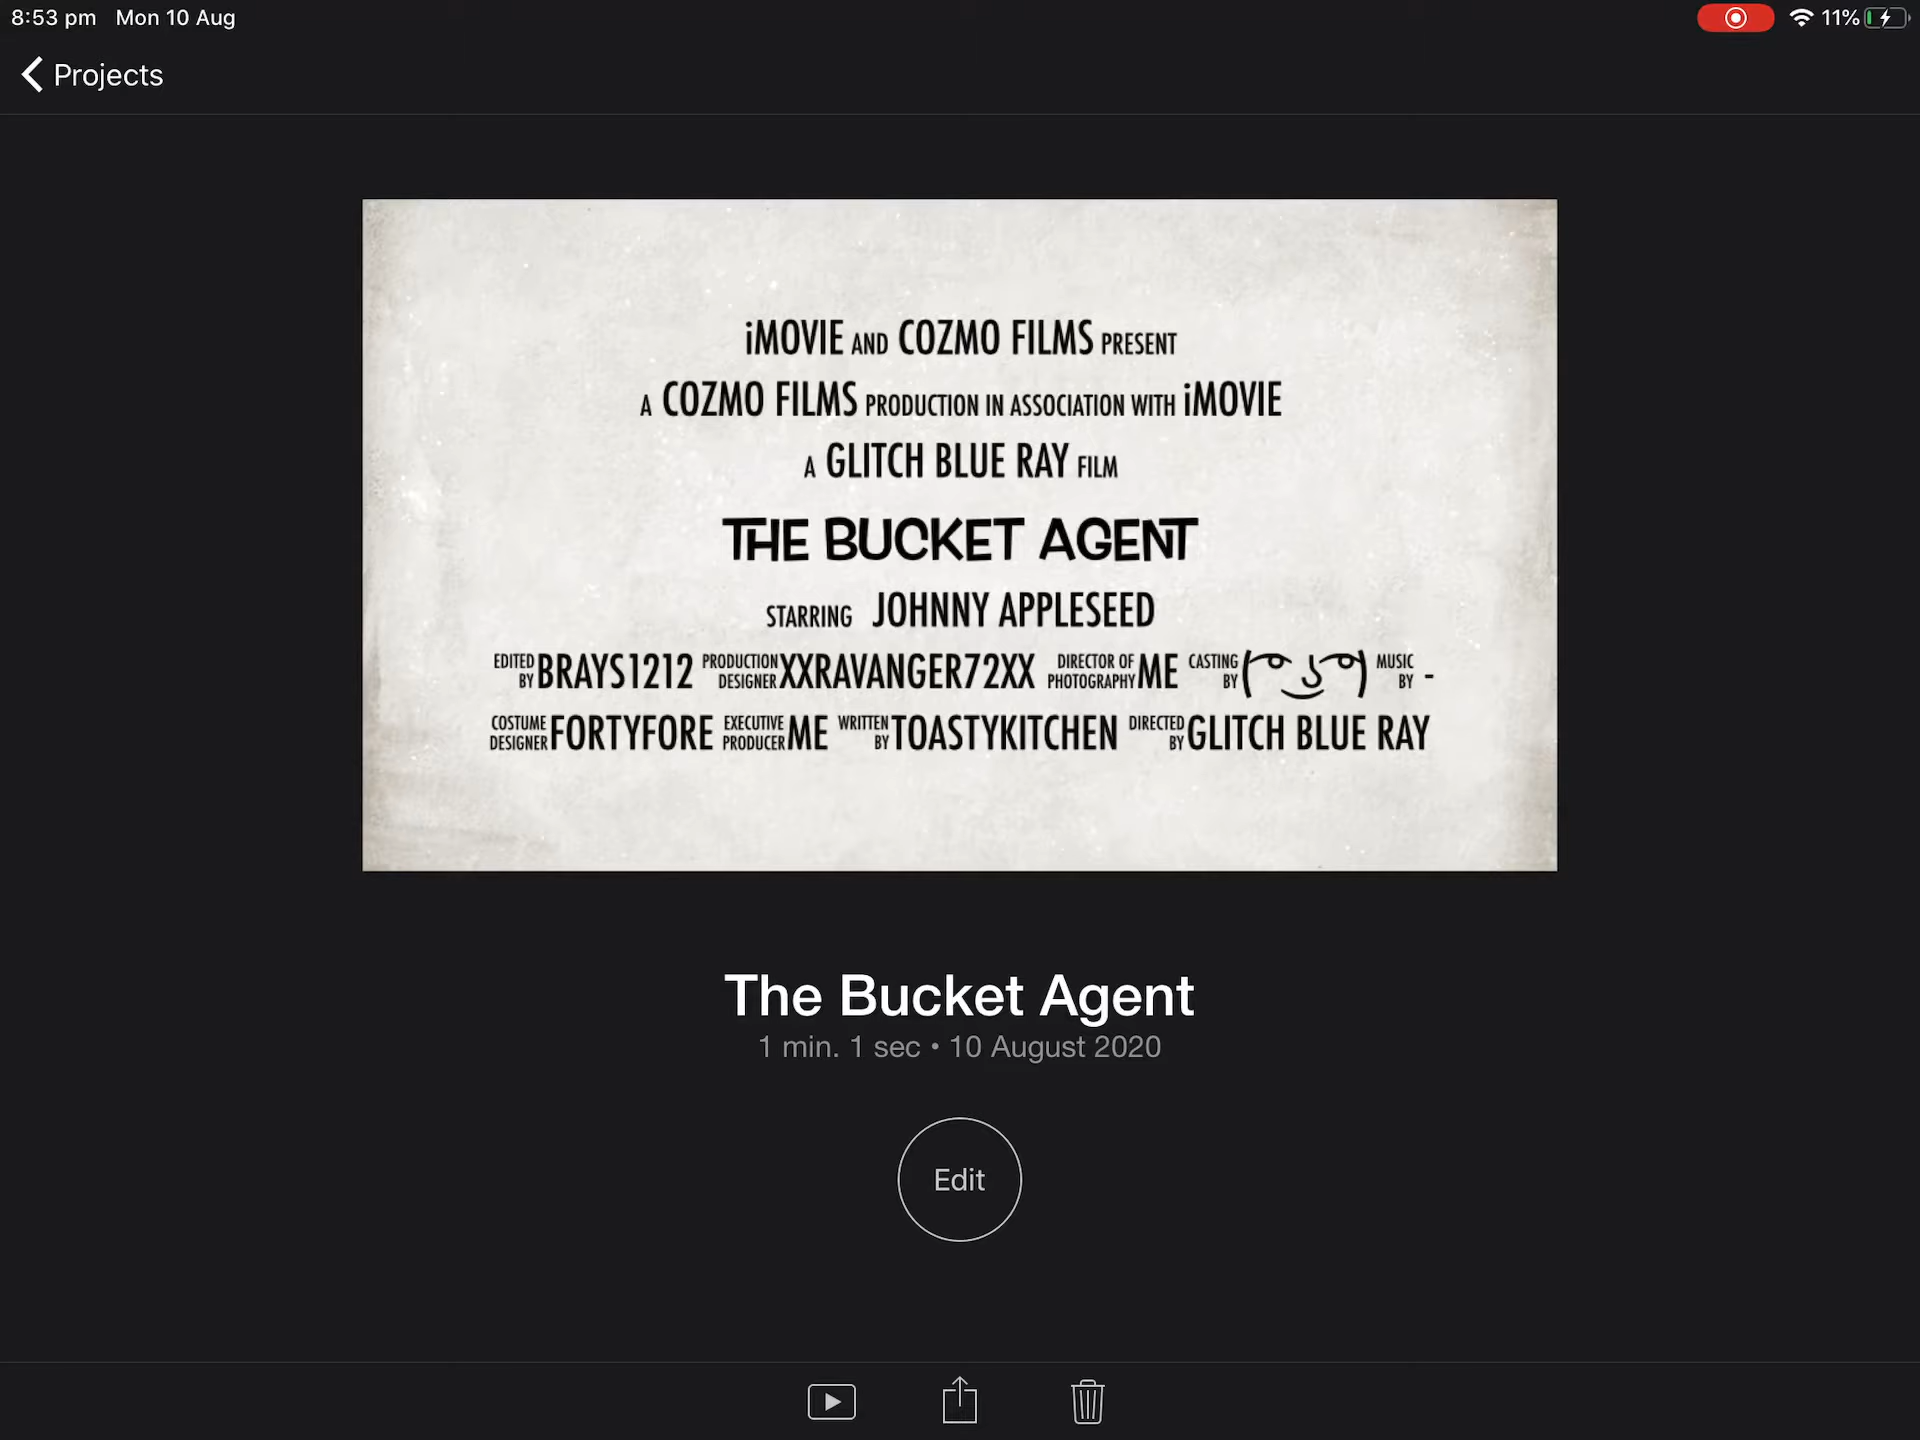 8:53 pm Mon 10 Aug 11%
Projects
iMOVIE AND COZMO FILMS PRESENT
A COZMO FILMS PRODUCTION IN ASSOCIATION WITH iMOVIE
A GLITCH BLUE RAY FILM
THE BUCKET AGENT
STARRING JOHNNY APPLESEED
EDITED BY BRAYS1212 PRODUCTION DESIGNER XXRAVANGER72XX DIRECTOR OF PHOTOGRAPHY ME CASTING BY ( ͡° ͜ʖ ͡°) MUSIC BY -
COSTUME DESIGNER FORTYFORE EXECUTIVE PRODUCER ME WRITTEN BY TOASTYKITCHEN DIRECTED BY GLITCH BLUE RAY
The Bucket Agent
1 min. 1 sec • 10 August 2020
Edit